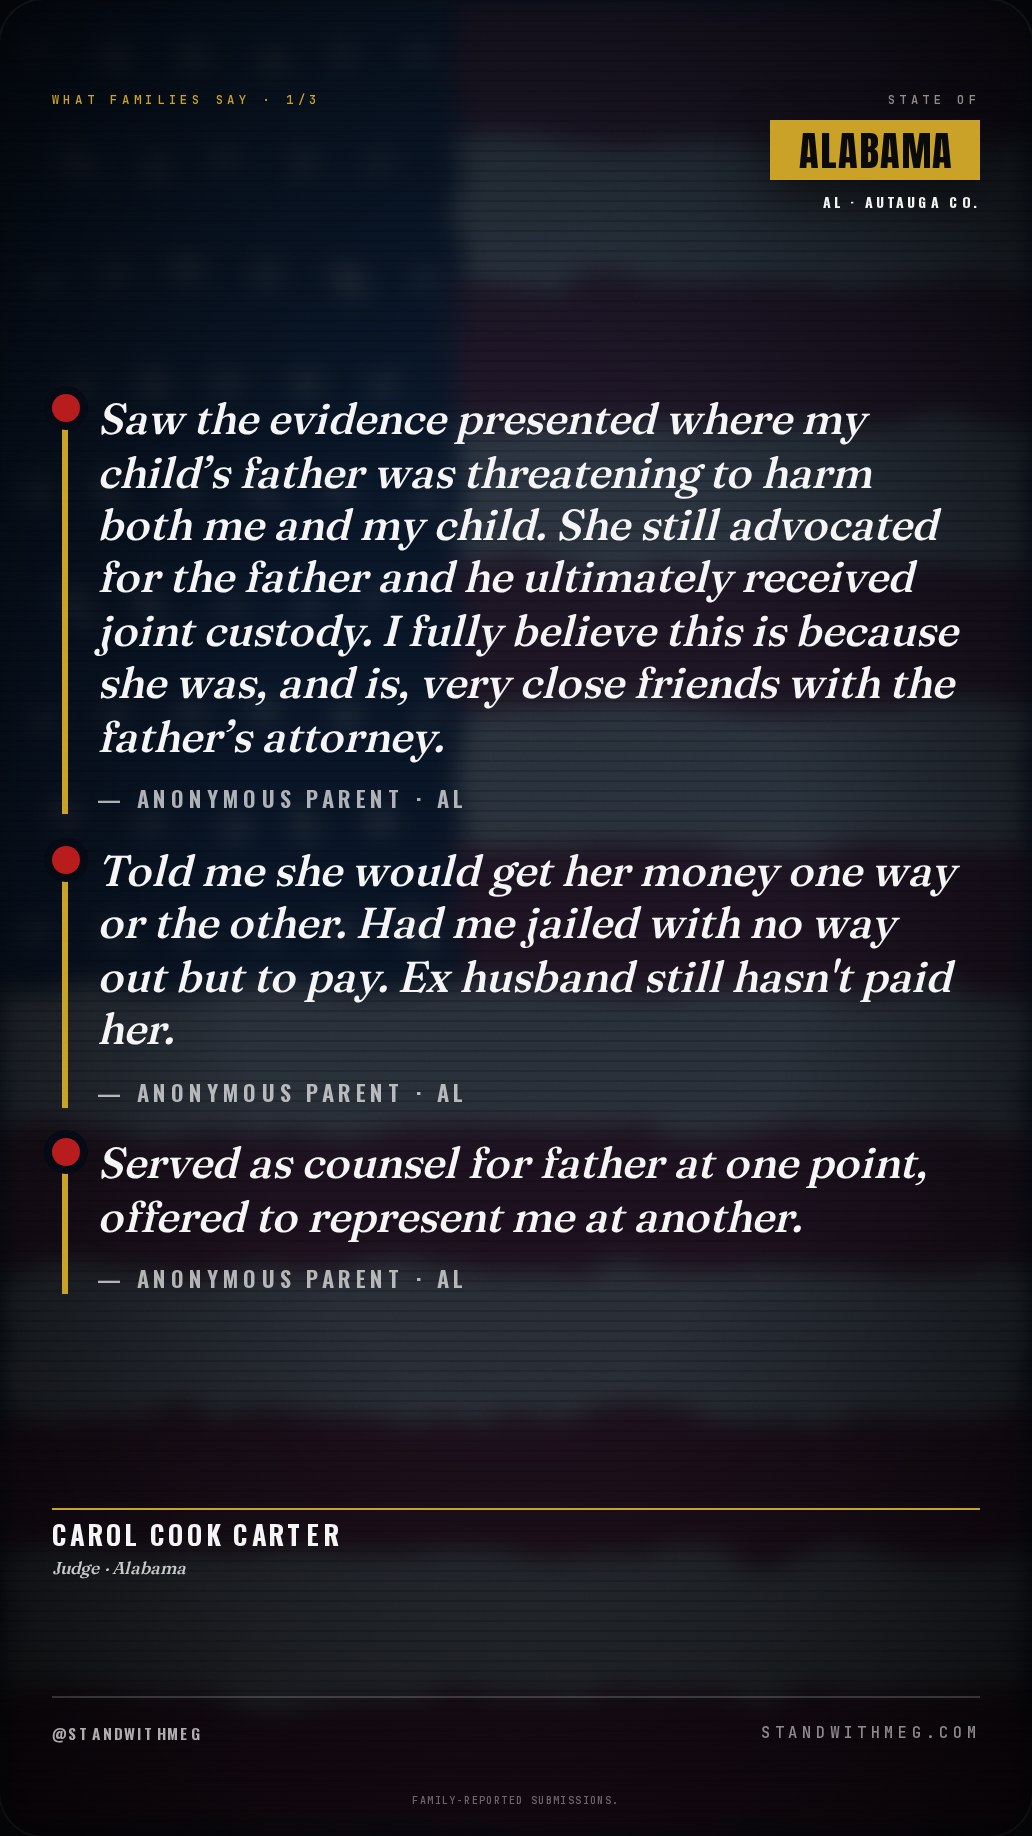 WHAT FAMILIES SAY · 1/3
STATE OF
ALABAMA
AL · AUTAUGA CO.
Saw the evidence presented where my
child’s father was threatening to harm
both me and my child. She still advocated
for the father and he ultimately received
joint custody. I fully believe this is because
she was, and is, very close friends with the
father’s attorney.
— ANONYMOUS PARENT · AL
Told me she would get her money one way
or the other. Had me jailed with no way
out but to pay. Ex husband still hasn't paid
her.
— ANONYMOUS PARENT · AL
Served as counsel for father at one point,
offered to represent me at another.
— ANONYMOUS PARENT · AL
CAROL COOK CARTER
Judge · Alabama
@STANDWITHMEG
STANDWITHMEG.COM
FAMILY-REPORTED SUBMISSIONS.